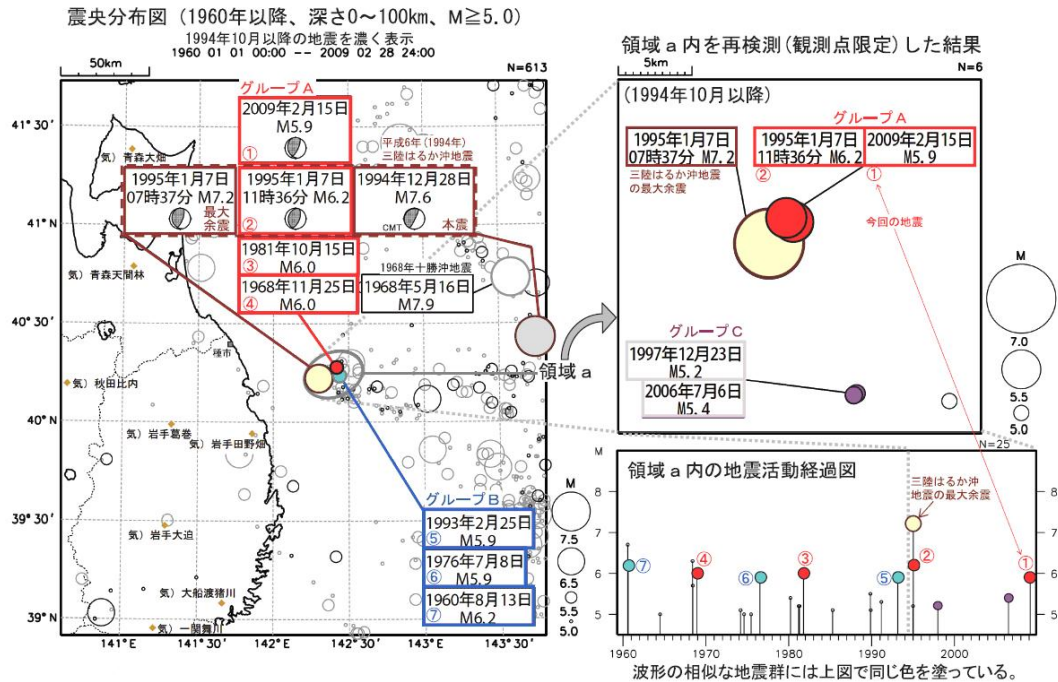 震央分布図（1960年以降、深さ0～100km、M≧5.0）
1994年10月以降の地震を濃く表示
1960 01 01 00:00 -- 2009 02 28 24:00
50km
N=613
グループA
2009年2月15日
M5.9
①
平成6年(1994年)
三陸はるか沖地震
1995年1月7日
07時37分 M7.2
最大
余震
1995年1月7日
11時36分 M6.2
②
1994年12月28日
M7.6
CMT
本震
1981年10月15日
③ M6.0
1968年11月25日
④ M6.0
1968年十勝沖地震
1968年5月16日
M7.9
気）青森大畑
気）青森天間林
種市
気）秋田比内
気）岩手葛巻
気）岩手田野畑
気）岩手大迫
気）大船渡猪川
気）一関舞川
領域a
グループB
1993年2月25日
⑤ M5.9
1976年7月8日
⑥ M5.9
1960年8月13日
⑦ M6.2
41°30′
41°N
40°30′
40°N
39°30′
39°N
141°E
141°30′
142°E
142°30′
143°E
143°30′
M
7.5
6.5
5.5
5.0
領域a内を再検測(観測点限定)した結果
5km
N=6
(1994年10月以降)
グループA
1995年1月7日
07時37分 M7.2
三陸はるか沖地震
の最大余震
1995年1月7日
11時36分 M6.2
②
2009年2月15日
M5.9
①
今回の地震
グループC
1997年12月23日
M5.2
2006年7月6日
M5.4
M
7.0
5.5
5.0
N=25
M
領域a内の地震活動経過図
三陸はるか沖
地震の最大余震
8
7
6
5
8
7
6
5
⑦
④
⑥
③
⑤
②
①
1960
1970
1980
1990
2000
波形の相似な地震群には上図で同じ色を塗っている。